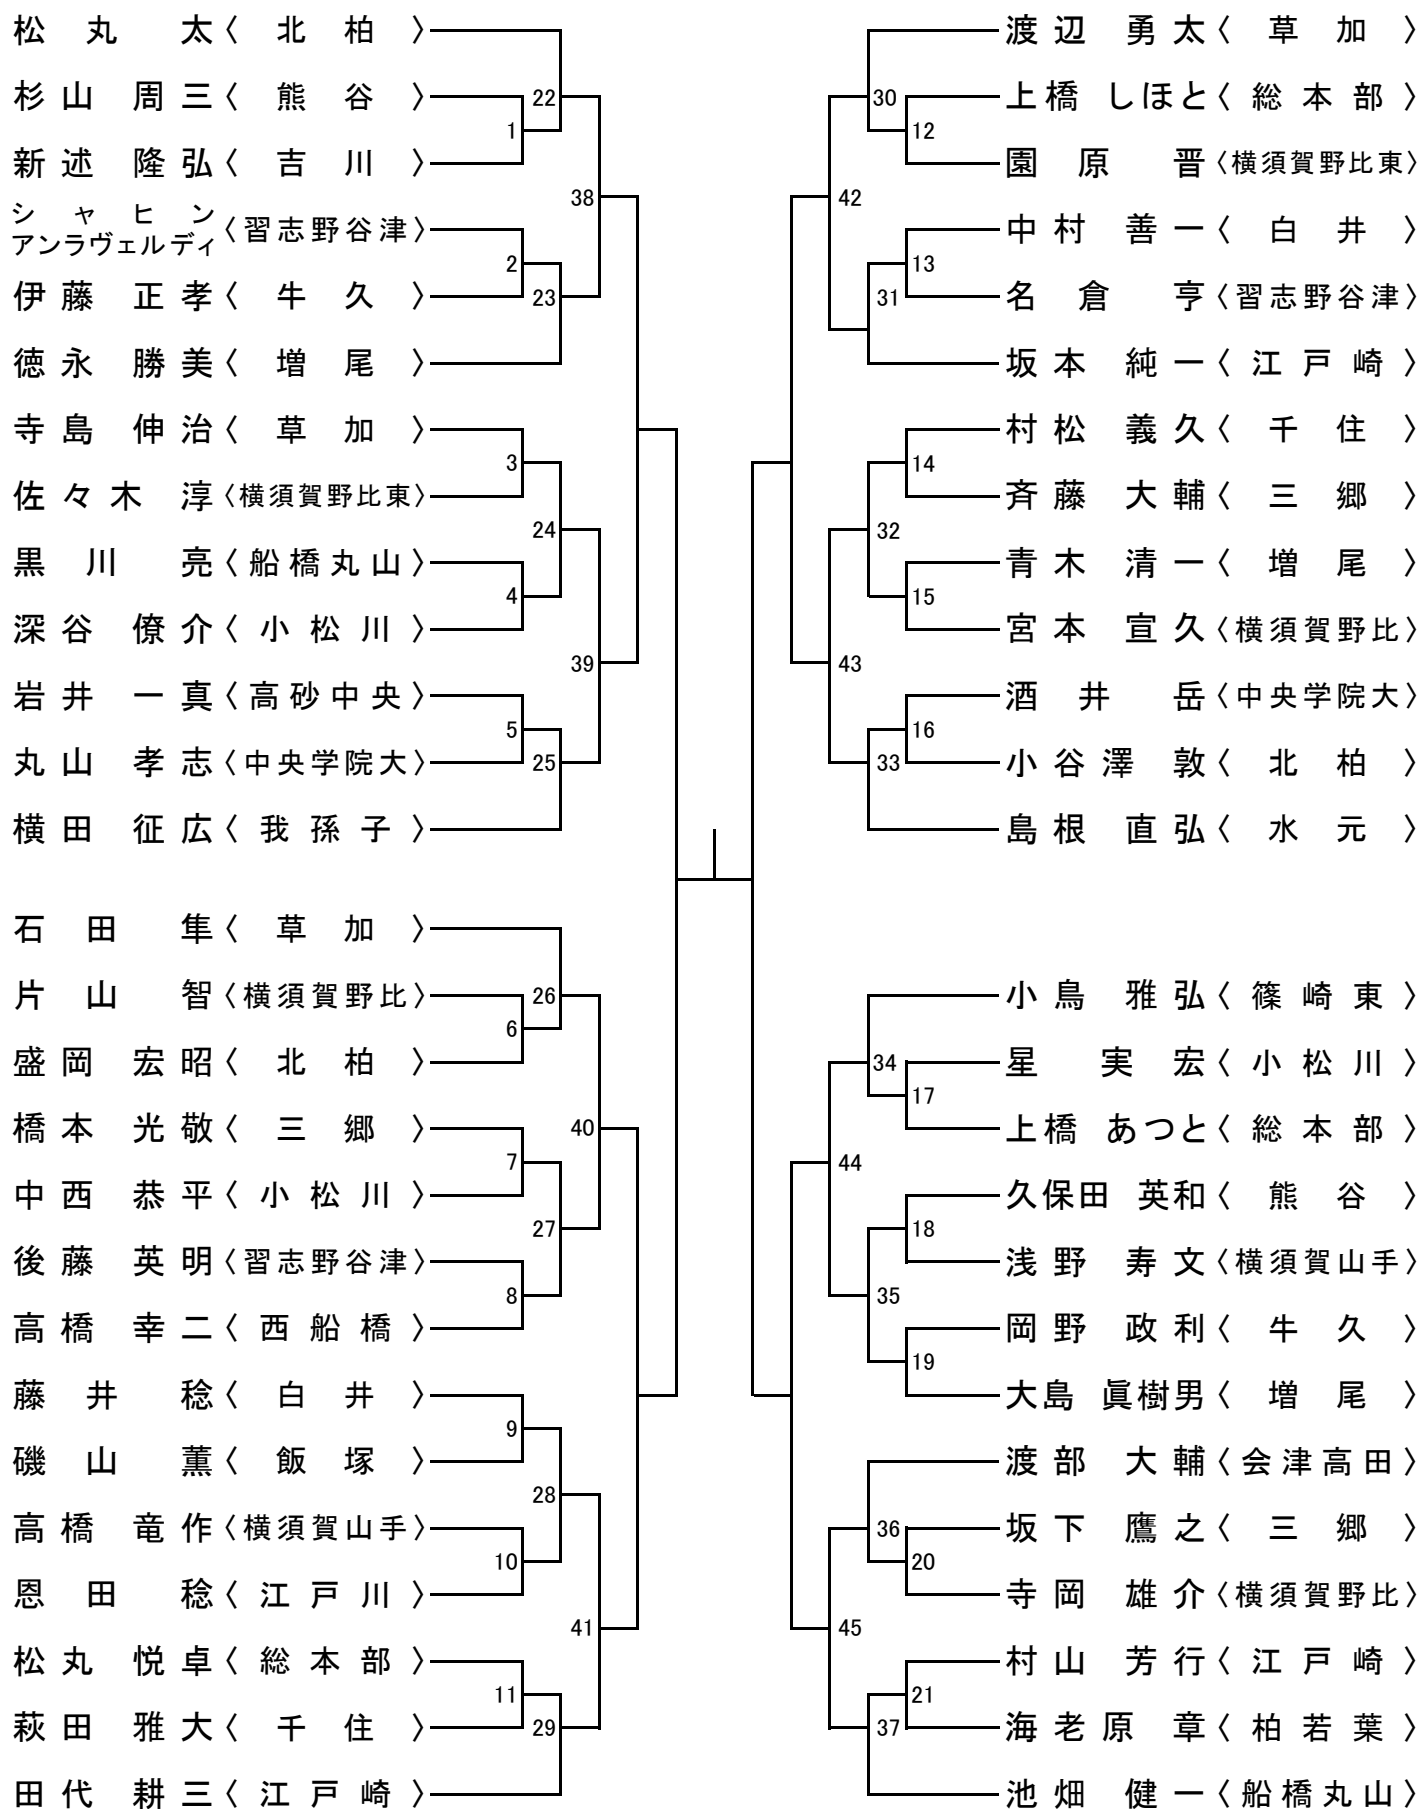 松丸 太〈北柏〉
杉山 周三〈熊谷〉
22
1
新述 隆弘〈吉川〉
38
シャヒン
アンラヴェルディ〈習志野谷津〉
2
伊藤 正孝〈牛久〉
23
徳永 勝美〈増尾〉
寺島 伸治〈草加〉
3
佐々木 淳〈横須賀野比東〉
24
黒川 亮〈船橋丸山〉
4
深谷 僚介〈小松川〉
39
岩井 一真〈高砂中央〉
5
丸山 孝志〈中央学院大〉
25
横田 征広〈我孫子〉
石田 隼〈草加〉
片山 智〈横須賀野比〉
26
6
盛岡 宏昭〈北柏〉
橋本 光敬〈三郷〉
40
7
中西 恭平〈小松川〉
27
後藤 英明〈習志野谷津〉
8
高橋 幸二〈西船橋〉
藤井 稔〈白井〉
9
磯山 薫〈飯塚〉
28
高橋 竜作〈横須賀山手〉
10
恩田 稔〈江戸川〉
41
松丸 悦卓〈総本部〉
11
萩田 雅大〈千住〉
29
田代 耕三〈江戸崎〉
渡辺 勇太〈草加〉
30
上橋 しほと〈総本部〉
12
園原 晋〈横須賀野比東〉
42
中村 善一〈白井〉
13
31
名倉 亨〈習志野谷津〉
坂本 純一〈江戸崎〉
村松 義久〈千住〉
14
斉藤 大輔〈三郷〉
32
青木 清一〈増尾〉
15
宮本 宣久〈横須賀野比〉
43
酒井 岳〈中央学院大〉
16
33
小谷澤 敦〈北柏〉
島根 直弘〈水元〉
小鳥 雅弘〈篠崎東〉
34
星 実宏〈小松川〉
17
上橋 あつと〈総本部〉
44
久保田 英和〈熊谷〉
18
浅野 寿文〈横須賀山手〉
35
岡野 政利〈牛久〉
19
大島 眞樹男〈増尾〉
渡部 大輔〈会津高田〉
36
坂下 鷹之〈三郷〉
20
寺岡 雄介〈横須賀野比〉
45
村山 芳行〈江戸崎〉
21
37
海老原 章〈柏若葉〉
池畑 健一〈船橋丸山〉